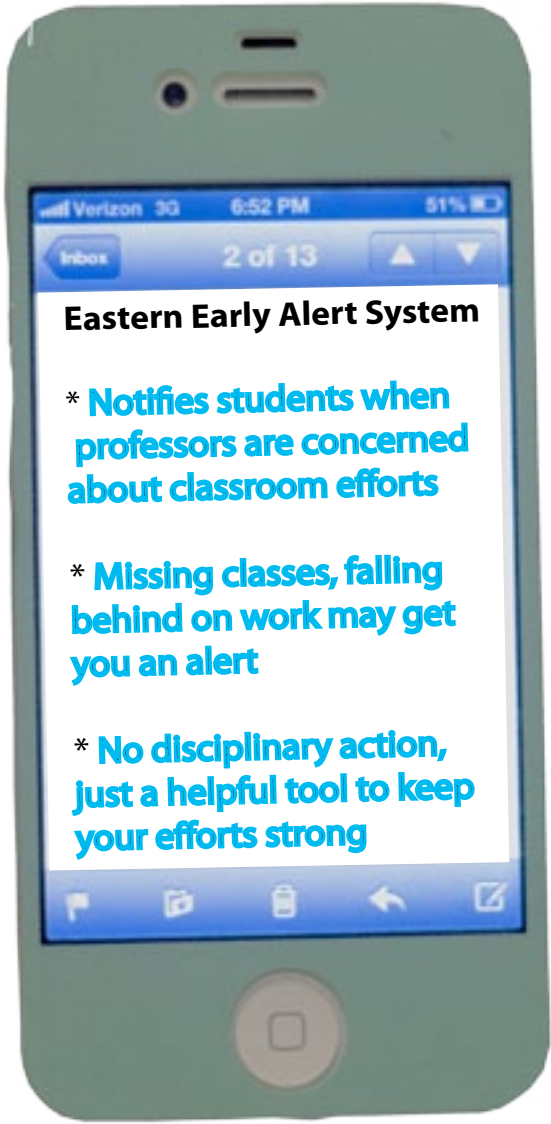 Verizon 3G 6:52 PM 51%
Inbox 2 of 13
Eastern Early Alert System
* Notifies students when
professors are concerned
about classroom efforts
* Missing classes, falling
behind on work may get
you an alert
* No disciplinary action,
just a helpful tool to keep
your efforts strong